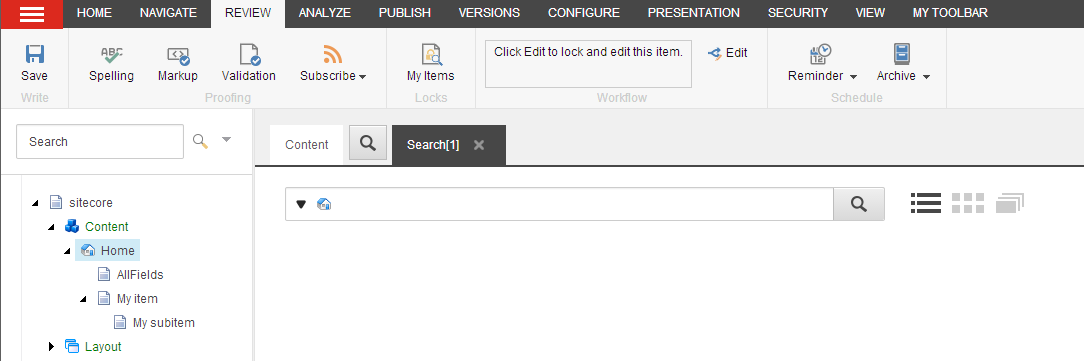 HOME NAVIGATE REVIEW ANALYZE PUBLISH VERSIONS CONFIGURE PRESENTATION SECURITY VIEW MY TOOLBAR
ABC
Click Edit to lock and edit this item.
Edit
12
Save Spelling Markup Validation Subscribe My Items Reminder Archive
Write Proofing Locks Workflow Schedule
Search
Content Search[1]
sitecore
Content
Home
AllFields
My item
My subitem
Layout